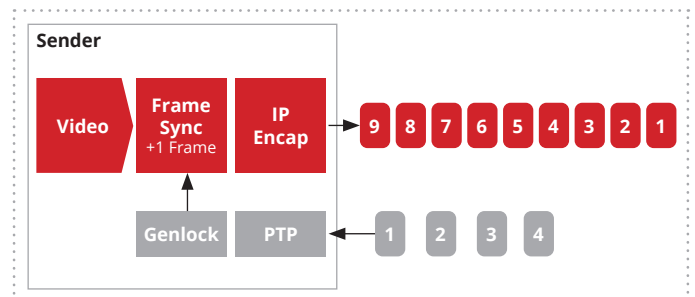 Sender
Video
Frame
Sync
+1 Frame
IP
Encap
9 8 7 6 5 4 3 2 1
Genlock
PTP
1 2 3 4